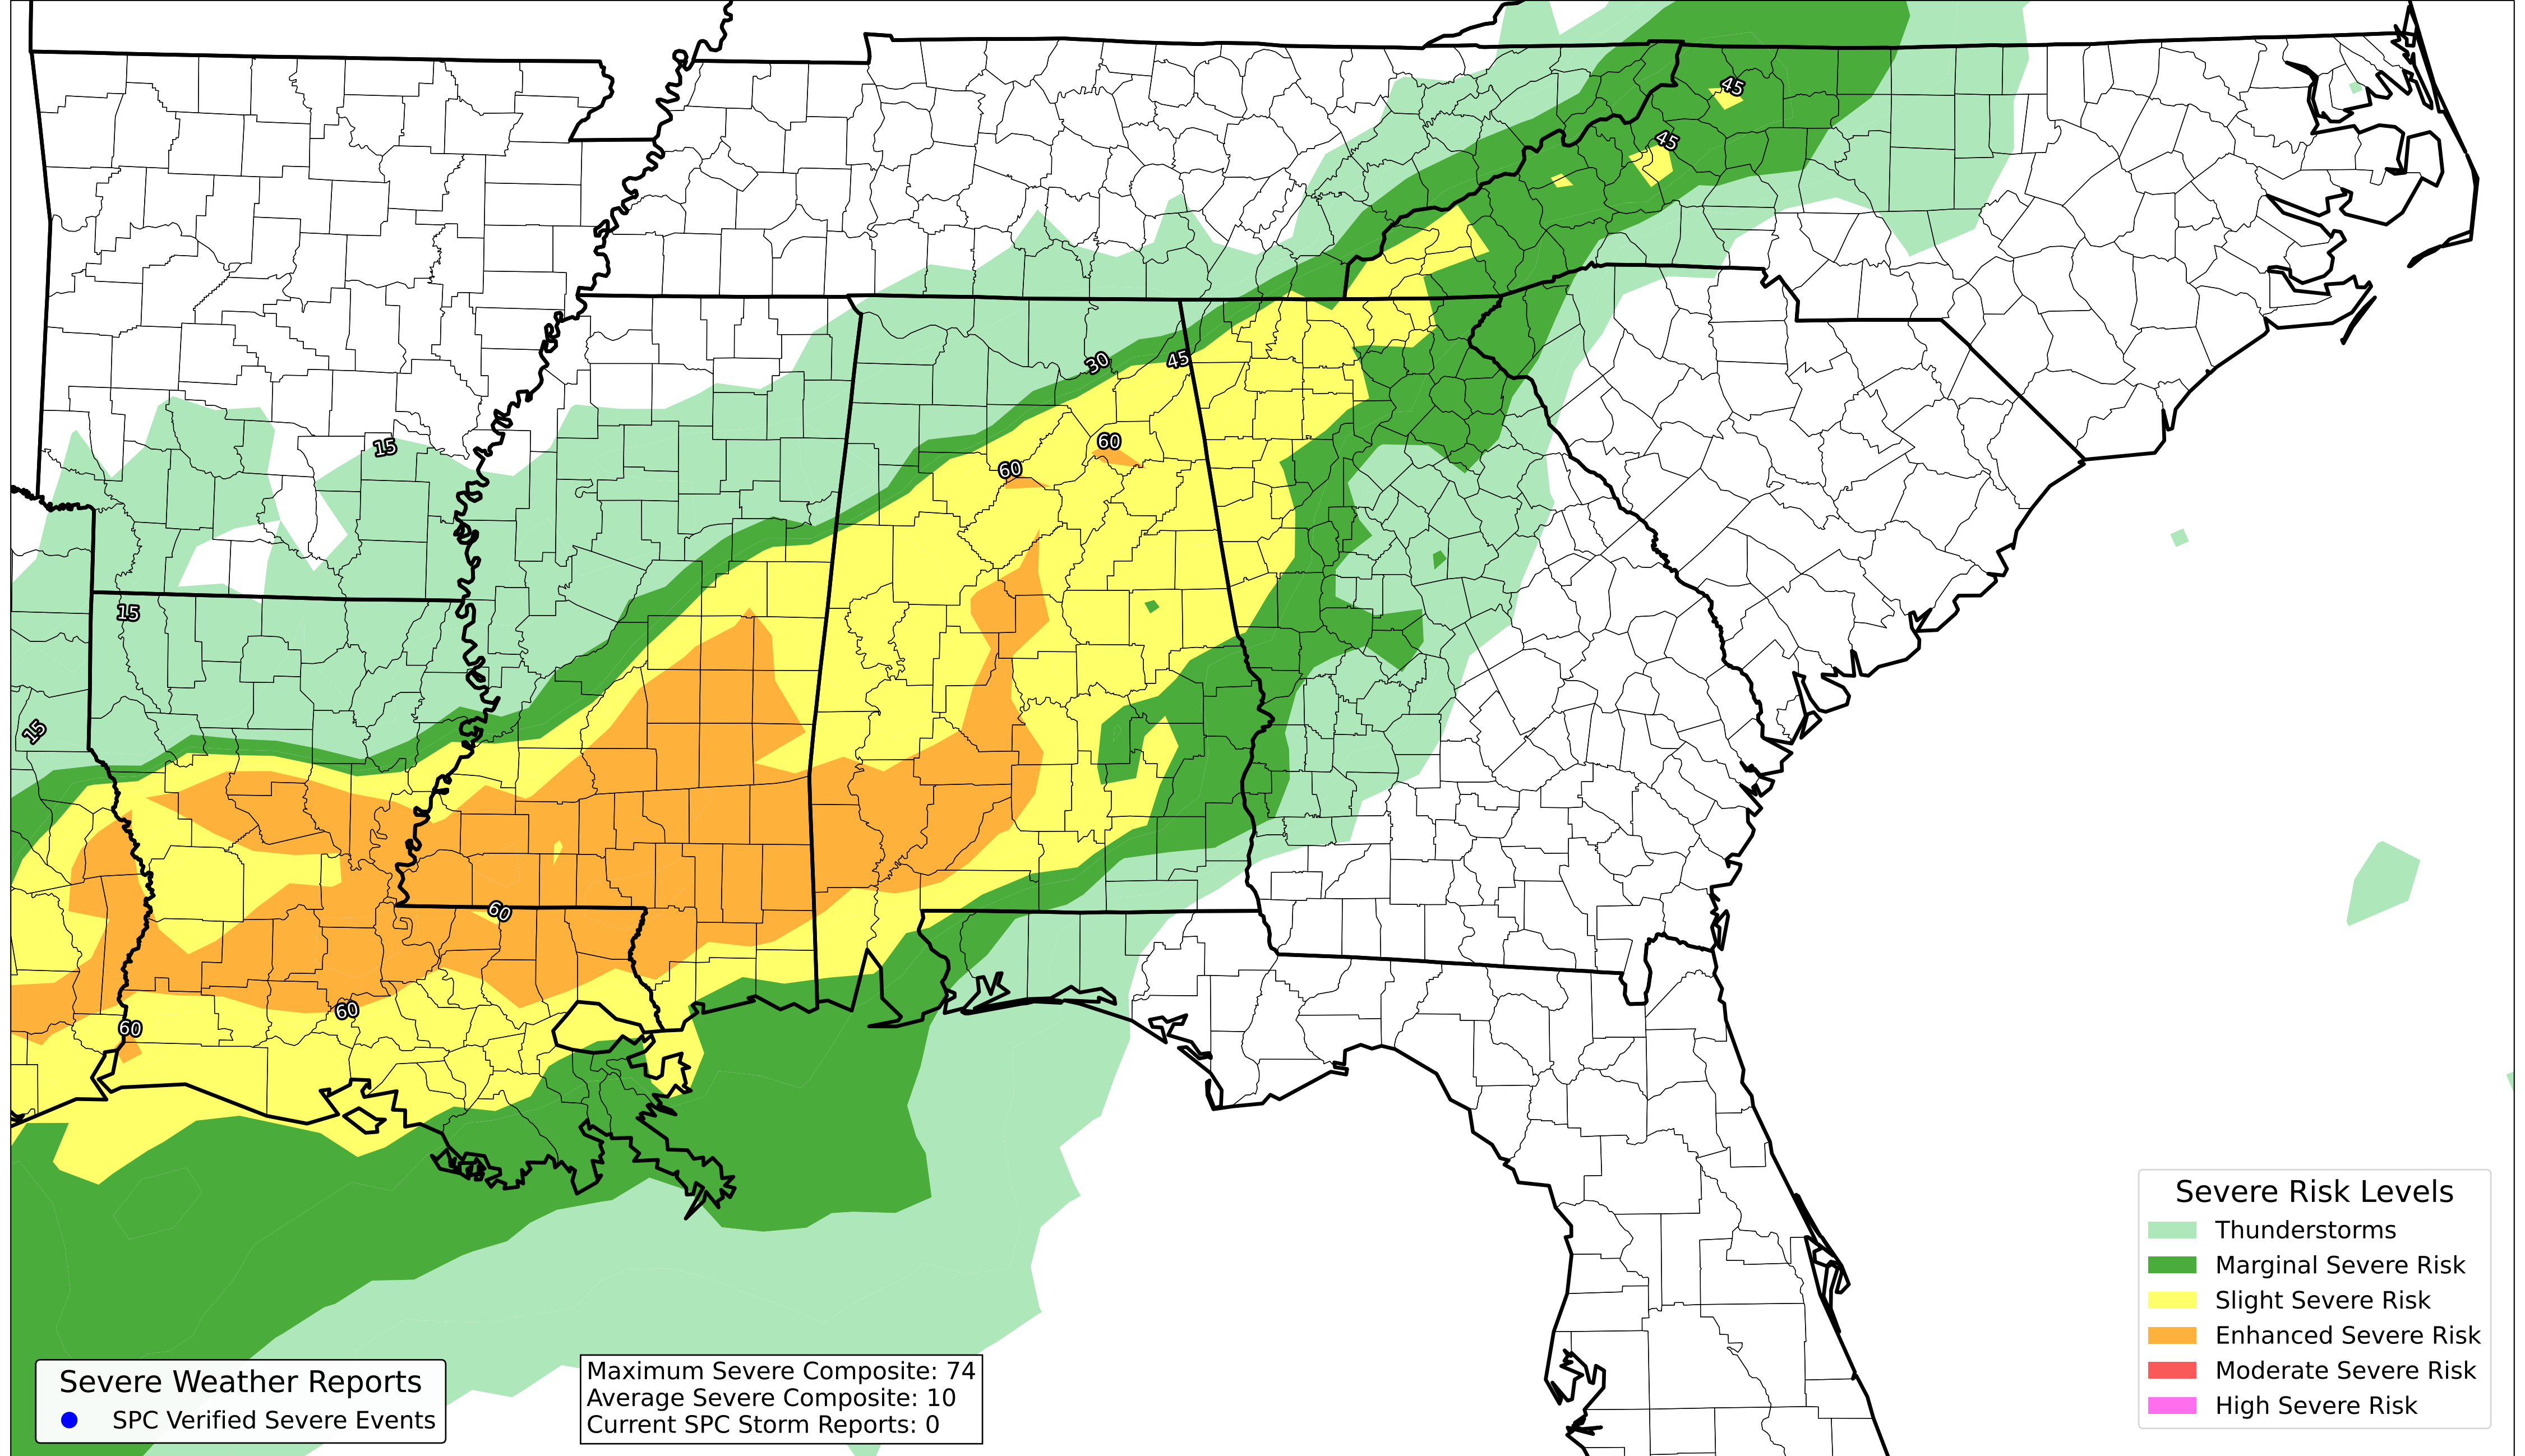 45
45
30
45
15
60
60
15
15
60
60
60
Severe Risk Levels
Thunderstorms
Marginal Severe Risk
Slight Severe Risk
Enhanced Severe Risk
Moderate Severe Risk
High Severe Risk
Severe Weather Reports
SPC Verified Severe Events
Maximum Severe Composite: 74
Average Severe Composite: 10
Current SPC Storm Reports: 0